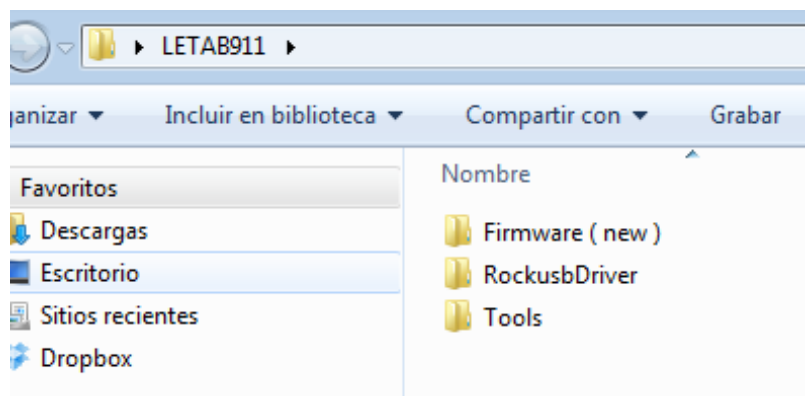 LETAB911
ganizar Incluir en biblioteca Compartir con Grabar
Nombre
Favoritos
Descargas
Escritorio
Sitios recientes
Dropbox
Firmware ( new )
RockusbDriver
Tools